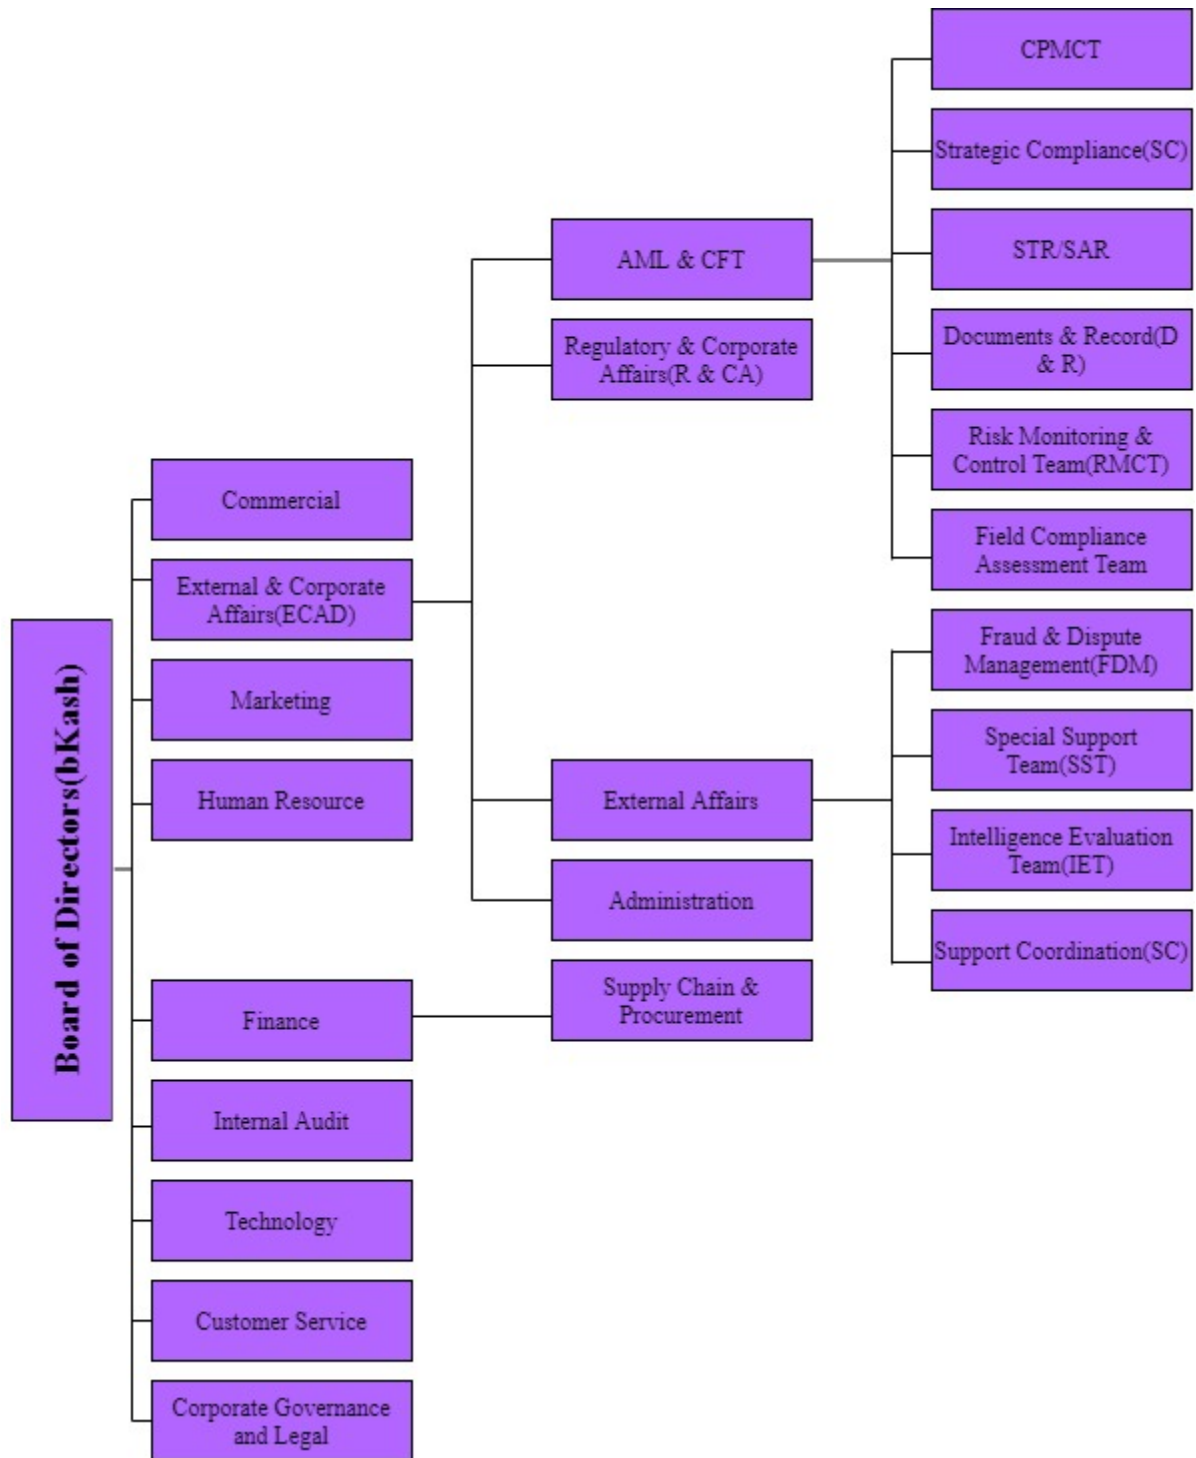 Board of Directors(bKash)
Commercial
External & Corporate
Affairs(ECAD)
Marketing
Human Resource
Finance
Internal Audit
Technology
Customer Service
Corporate Governance
and Legal
AML & CFT
Regulatory & Corporate
Affairs(R & CA)
External Affairs
Administration
Supply Chain &
Procurement
CPMCT
Strategic Compliance(SC)
STR/SAR
Documents & Record(D
& R)
Risk Monitoring &
Control Team(RMCT)
Field Compliance
Assessment Team
Fraud & Dispute
Management(FDM)
Special Support
Team(SST)
Intelligence Evaluation
Team(IET)
Support Coordination(SC)